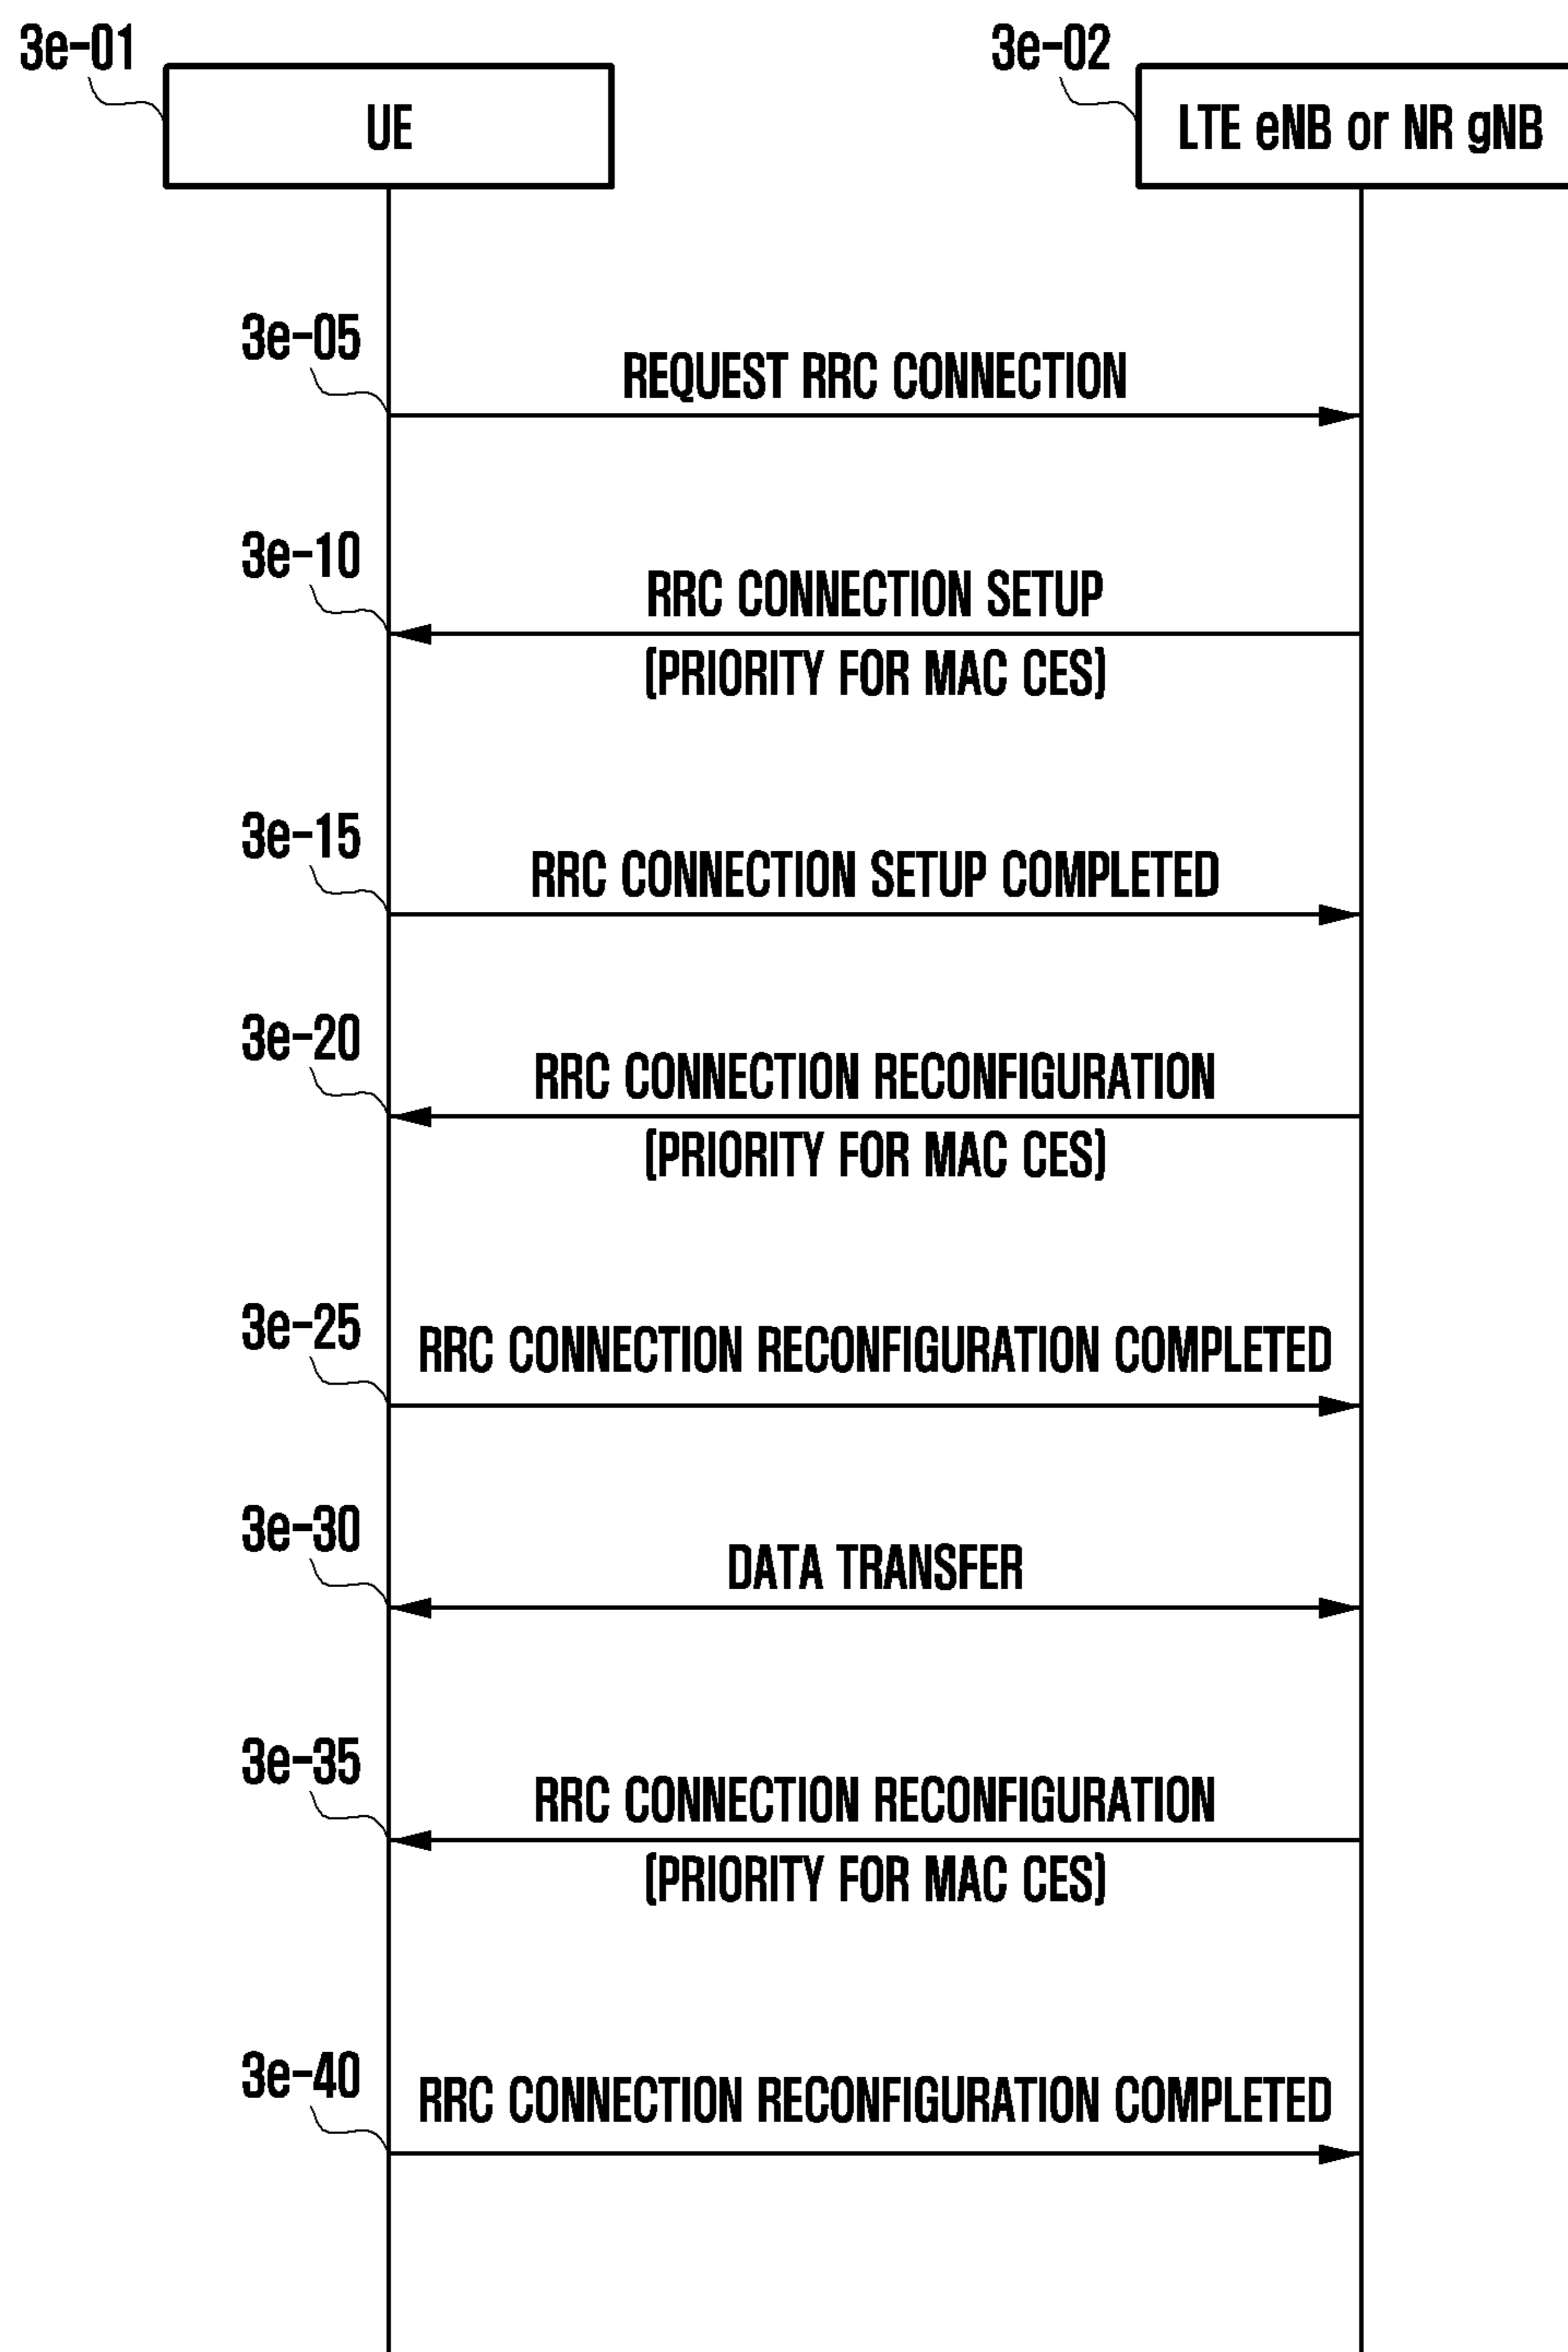 3e-01
3e-02
UE
LTE eNB or NR gNB
3e-05
REQUEST RRC CONNECTION
3e-10
RRC CONNECTION SETUP
(PRIORITY FOR MAC CES)
3e-15
RRC CONNECTION SETUP COMPLETED
3e-20
RRC CONNECTION RECONFIGURATION
(PRIORITY FOR MAC CES)
3e-25
RRC CONNECTION RECONFIGURATION COMPLETED
3e-30
DATA TRANSFER
3e-35
RRC CONNECTION RECONFIGURATION
(PRIORITY FOR MAC CES)
3e-40
RRC CONNECTION RECONFIGURATION COMPLETED